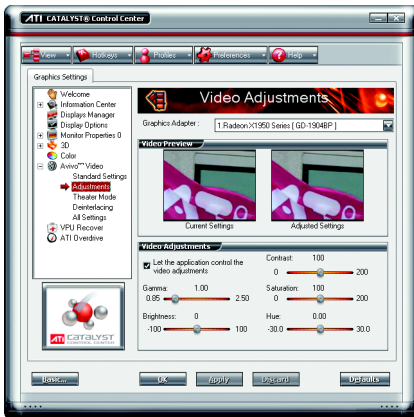 ATI CATALYST® Control Center
View Hotkeys Profiles Preferences Help
Graphics Settings
Welcome
Information Center
Displays Manager
Display Options
Monitor Properties 0
3D
Color
Avivo™ Video
Standard Settings
Adjustments
Theater Mode
Deinterlacing
All Settings
VPU Recover
ATI Overdrive
ATI CATALYST
CONTROL CENTER
Video Adjustments
Graphics Adapter : 1.Radeon X1950 Series [ GD-1904BP ]
Video Preview
Current Settings Adjusted Settings
Video Adjustments
Let the application control the
video adjustments
Contrast: 100
0 200
Gamma: 1.00
0.85 2.50
Saturation: 100
0 200
Brightness: 0
-100 100
Hue: 0.00
-30.0 30.0
Basic... OK Apply Discard Defaults